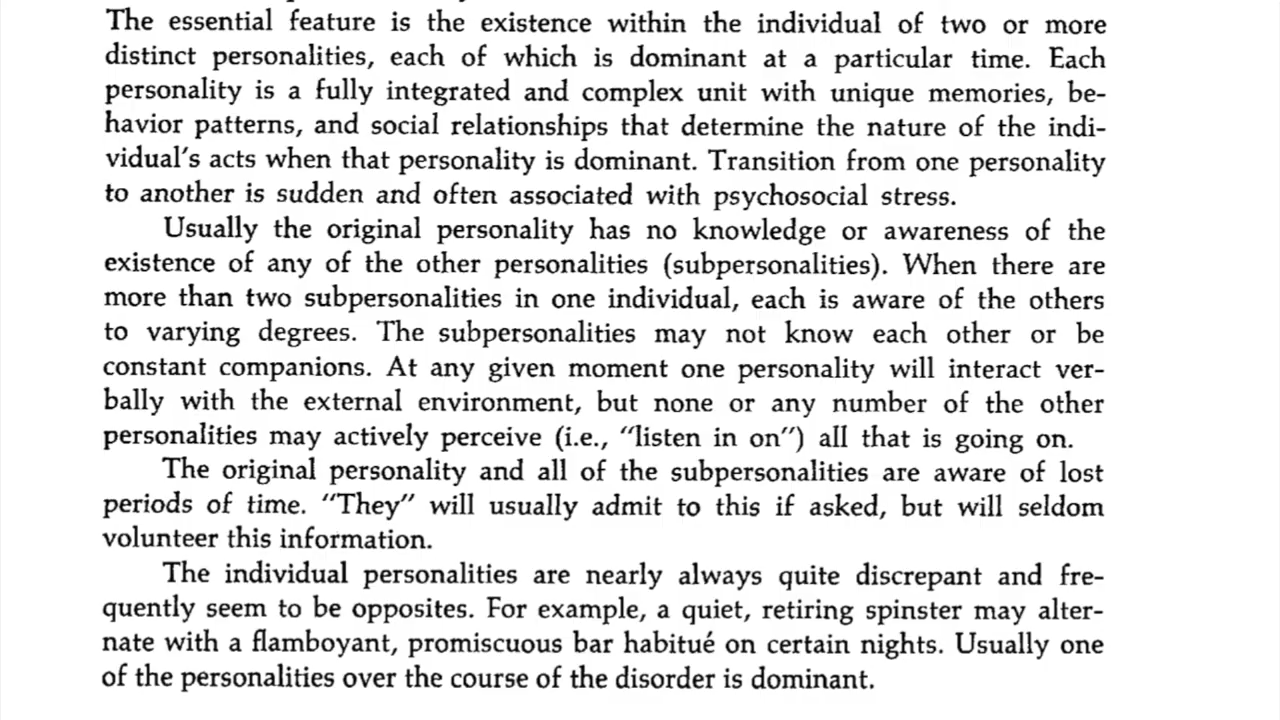 The essential feature is the existence within the individual of two or more
distinct personalities, each of which is dominant at a particular time. Each
personality is a fully integrated and complex unit with unique memories, be-
havior patterns, and social relationships that determine the nature of the indi-
vidual's acts when that personality is dominant. Transition from one personality
to another is sudden and often associated with psychosocial stress.
Usually the original personality has no knowledge or awareness of the
existence of any of the other personalities (subpersonalities). When there are
more than two subpersonalities in one individual, each is aware of the others
to varying degrees. The subpersonalities may not know each other or be
constant companions. At any given moment one personality will interact ver-
bally with the external environment, but none or any number of the other
personalities may actively perceive (i.e., "listen in on") all that is going on.
The original personality and all of the subpersonalities are aware of lost
periods of time. "They" will usually admit to this if asked, but will seldom
volunteer this information.
The individual personalities are nearly always quite discrepant and fre-
quently seem to be opposites. For example, a quiet, retiring spinster may alter-
nate with a flamboyant, promiscuous bar habitué on certain nights. Usually one
of the personalities over the course of the disorder is dominant.